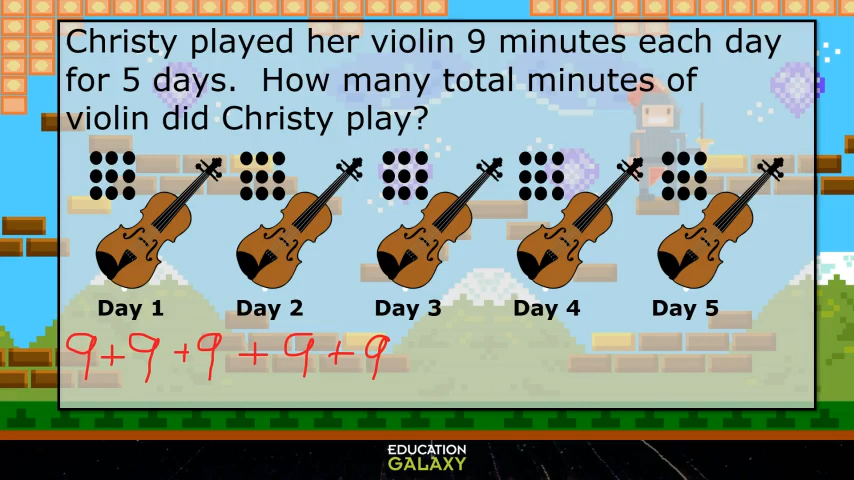 Christy played her violin 9 minutes each day
for 5 days. How many total minutes of
violin did Christy play?
Day 1 Day 2 Day 3 Day 4 Day 5
9+9+9+9+9
EDUCATION
GALAXY